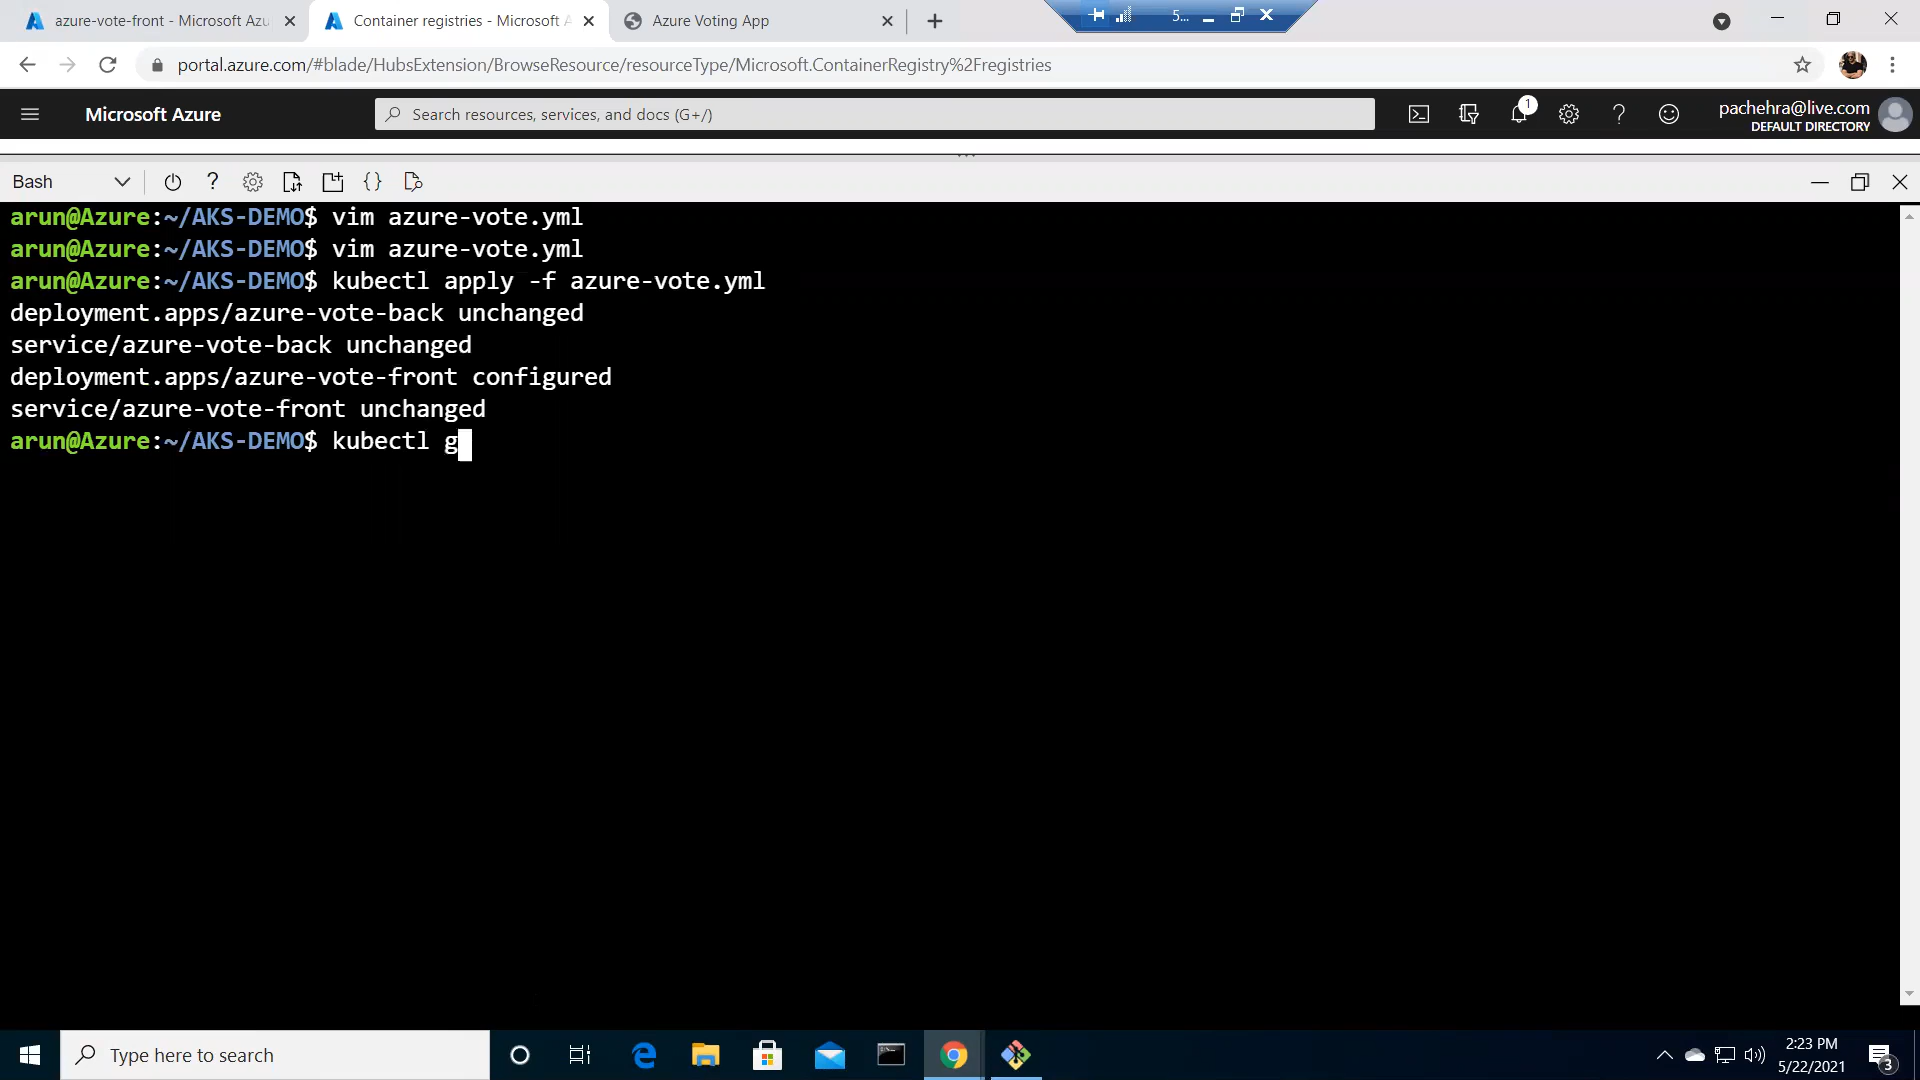 azure-vote-front - Microsoft Azu
Container registries - Microsoft A
Azure Voting App
5...
portal.azure.com/#blade/HubsExtension/BrowseResource/resourceType/Microsoft.ContainerRegistry%2Fregistries
Microsoft Azure
Search resources, services, and docs (G+/)
1
pachehra@live.com
DEFAULT DIRECTORY
Bash
arun@Azure:~/AKS-DEMO$ vim azure-vote.yml
arun@Azure:~/AKS-DEMO$ vim azure-vote.yml
arun@Azure:~/AKS-DEMO$ kubectl apply -f azure-vote.yml
deployment.apps/azure-vote-back unchanged
service/azure-vote-back unchanged
deployment.apps/azure-vote-front configured
service/azure-vote-front unchanged
arun@Azure:~/AKS-DEMO$ kubectl g
Type here to search
2:23 PM
5/22/2021
3